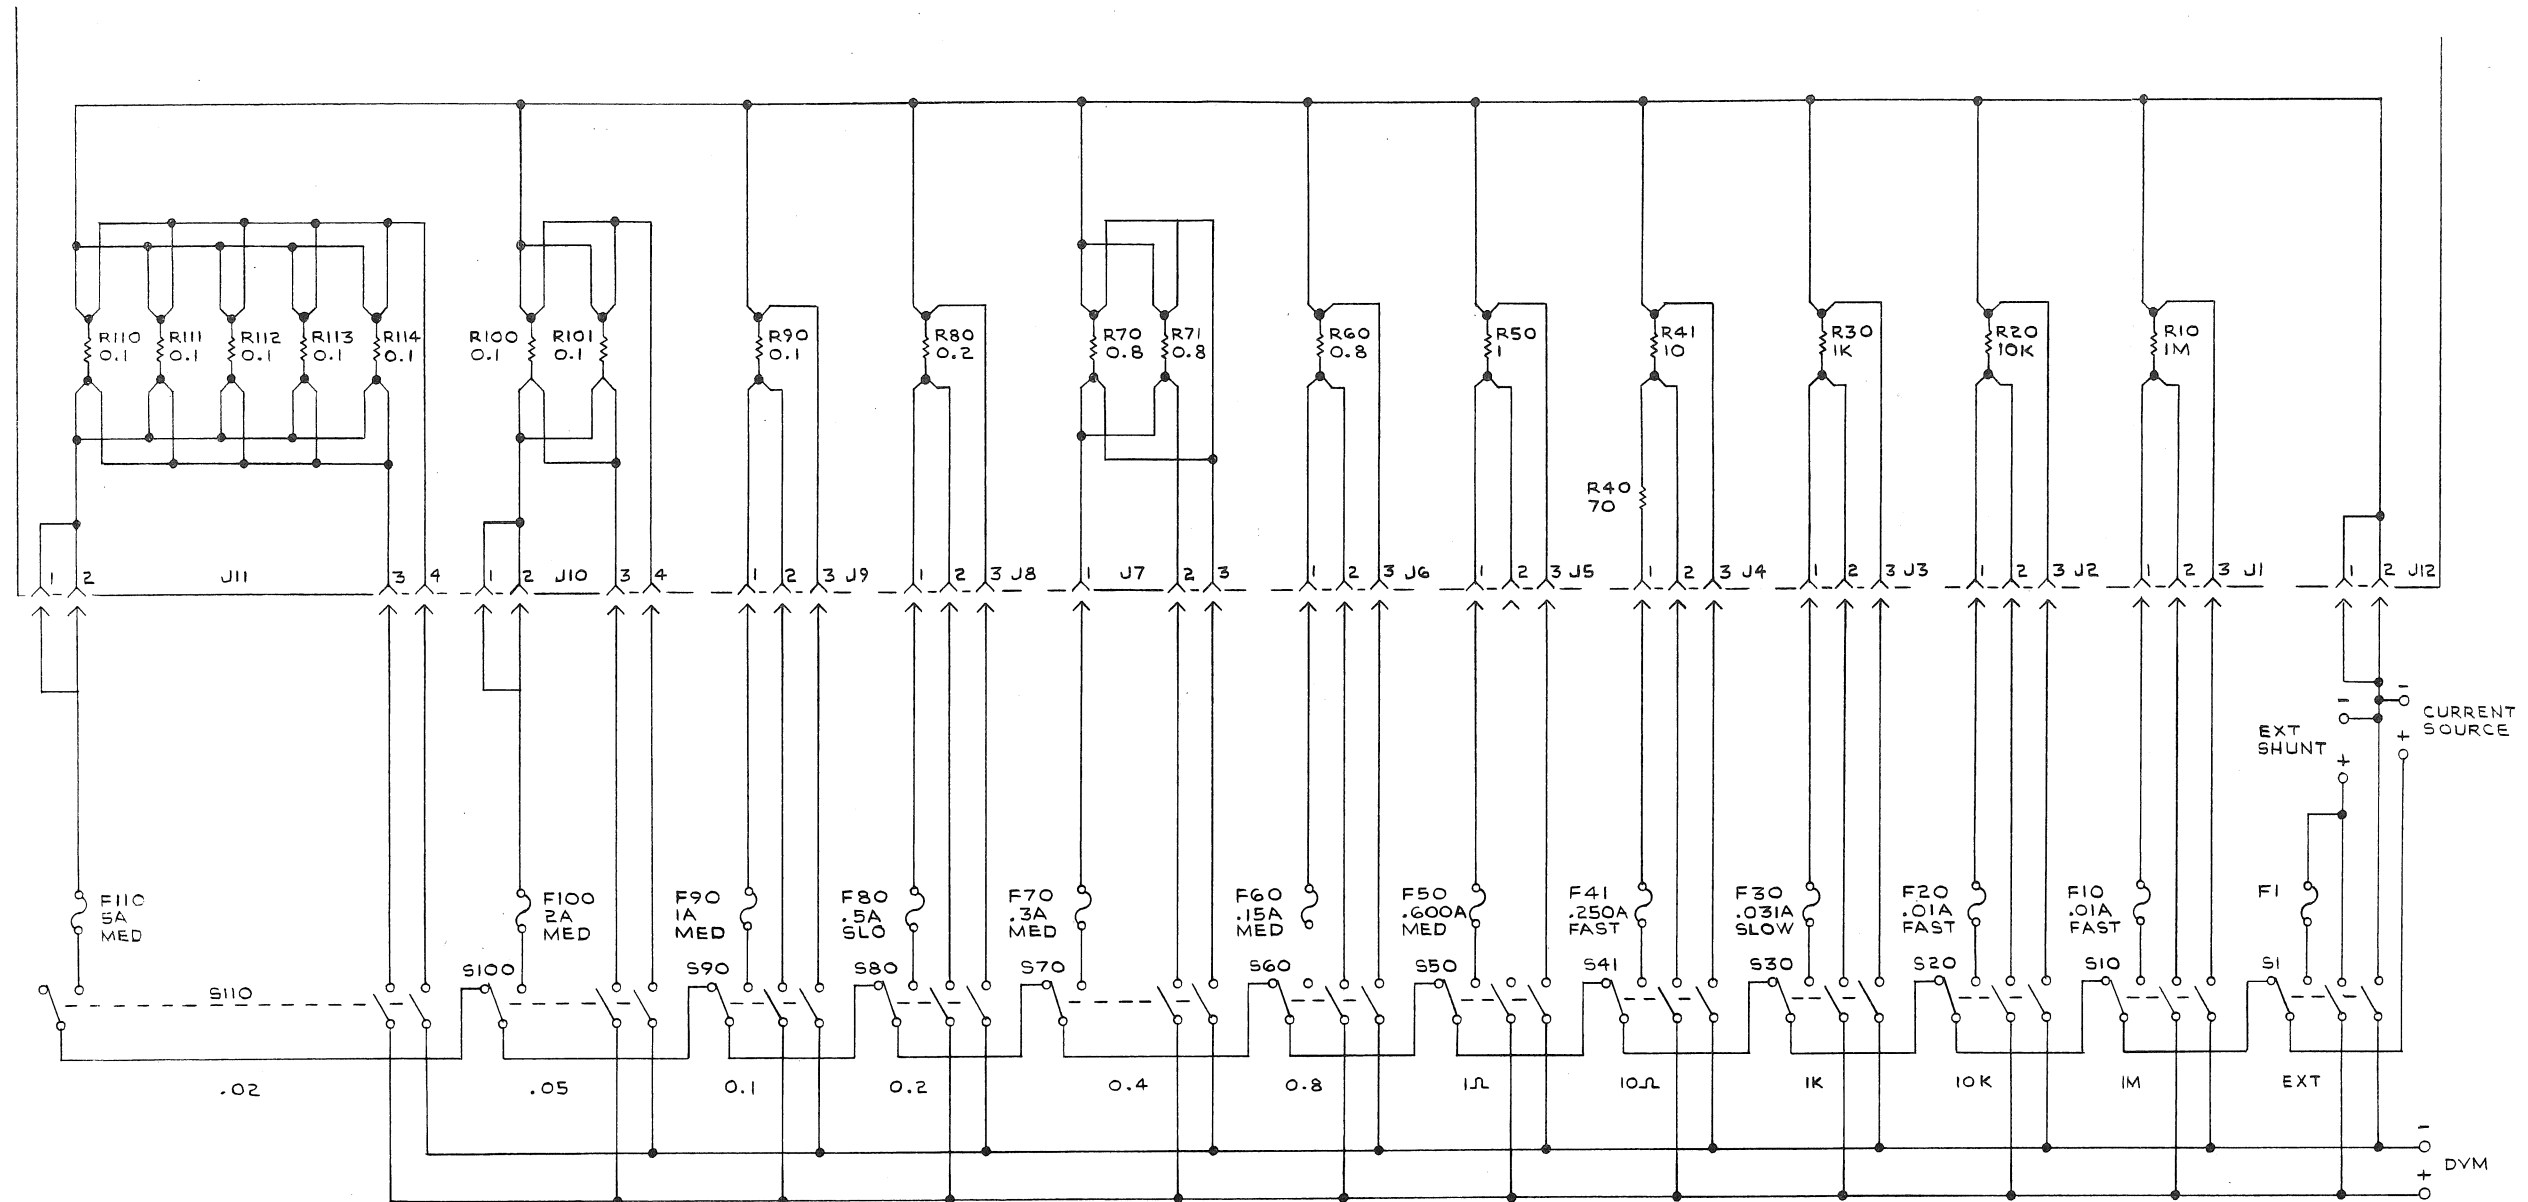 R110
0.1
R111
0.1
R112
0.1
R113
0.1
R114
0.1
R100
0.1
R101
0.1
R90
0.1
R80
0.2
R70
0.8
R71
0.8
R60
0.8
R50
1
R41
10
R30
1K
R20
10K
R10
1M
R40
70
1 2 J11 3 4
1 2 J10 3 4
1 2 3 J9
1 2 3 J8
1 J7 2 3
1 2 3 J6
1 2 3 J5
1 2 3 J4
1 2 3 J3
1 2 3 J2
1 2 3 J1
1 2 J12
-
-
CURRENT
SOURCE
+
EXT
SHUNT
+
F110
5A
MED
F100
2A
MED
F90
1A
MED
F80
.5A
SLO
F70
.3A
MED
F60
.15A
MED
F50
.600A
MED
F41
.250A
FAST
F30
.031A
SLOW
F20
.01A
FAST
F10
.01A
FAST
F1
S110
S100
S90
S80
S70
S60
S50
S41
S30
S20
S10
S1
.02
.05
0.1
0.2
0.4
0.8
1Ω
10Ω
1K
10K
1M
EXT
-
DVM
+